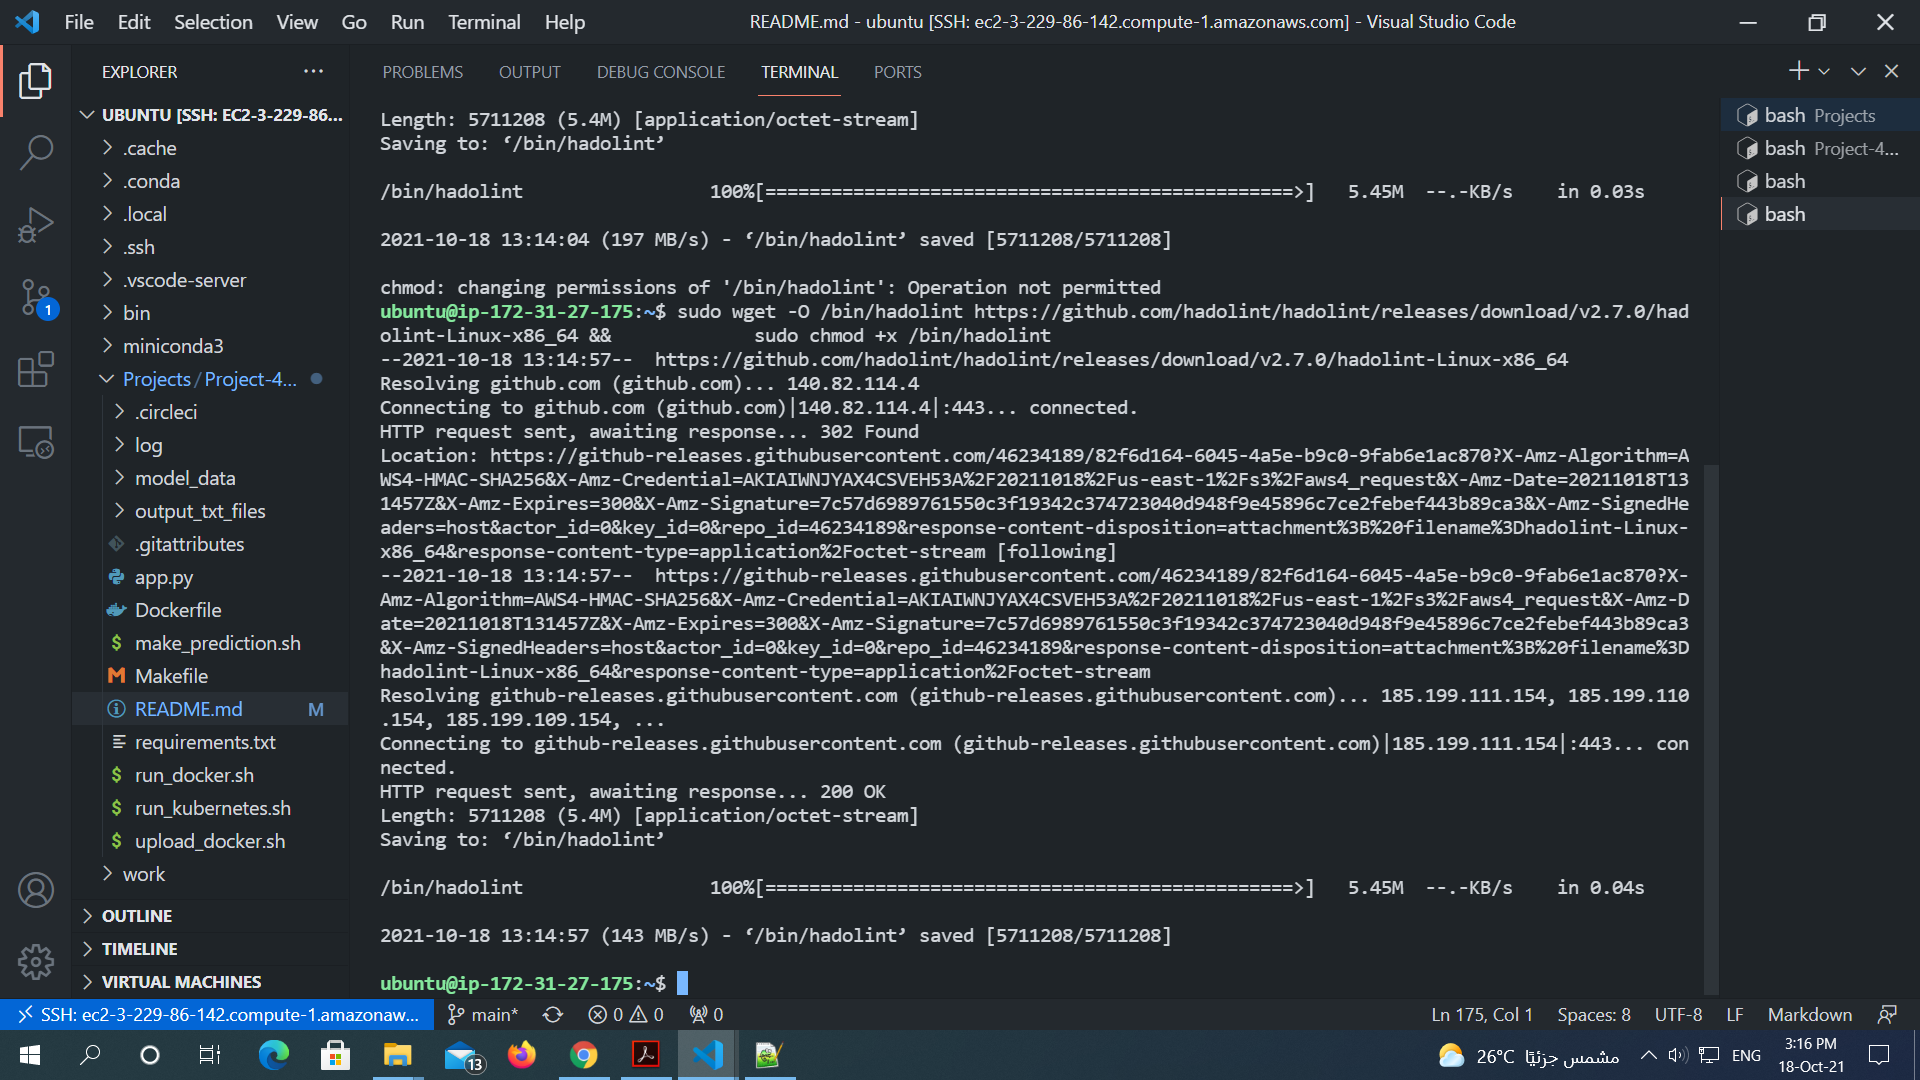 File Edit Selection View Go Run Terminal Help
README.md - ubuntu [SSH: ec2-3-229-86-142.compute-1.amazonaws.com] - Visual Studio Code
EXPLORER
UBUNTU [SSH: EC2-3-229-86...
.cache
.conda
.local
.ssh
.vscode-server
bin
miniconda3
Projects / Project-4...
.circleci
log
model_data
output_txt_files
.gitattributes
app.py
Dockerfile
make_prediction.sh
Makefile
README.md M
requirements.txt
run_docker.sh
run_kubernetes.sh
upload_docker.sh
work
OUTLINE
TIMELINE
VIRTUAL MACHINES
1
PROBLEMS OUTPUT DEBUG CONSOLE TERMINAL PORTS
Length: 5711208 (5.4M) [application/octet-stream]
Saving to: ‘/bin/hadolint’
/bin/hadolint 100%[================================================>] 5.45M --.-KB/s in 0.03s
2021-10-18 13:14:04 (197 MB/s) - ‘/bin/hadolint’ saved [5711208/5711208]
chmod: changing permissions of '/bin/hadolint': Operation not permitted
ubuntu@ip-172-31-27-175:~$ sudo wget -O /bin/hadolint https://github.com/hadolint/hadolint/releases/download/v2.7.0/had
olint-Linux-x86_64 && sudo chmod +x /bin/hadolint
--2021-10-18 13:14:57-- https://github.com/hadolint/hadolint/releases/download/v2.7.0/hadolint-Linux-x86_64
Resolving github.com (github.com)... 140.82.114.4
Connecting to github.com (github.com)|140.82.114.4|:443... connected.
HTTP request sent, awaiting response... 302 Found
Location: https://github-releases.githubusercontent.com/46234189/82f6d164-6045-4a5e-b9c0-9fab6e1ac870?X-Amz-Algorithm=A
WS4-HMAC-SHA256&X-Amz-Credential=AKIAIWNJYAX4CSVEH53A%2F20211018%2Fus-east-1%2Fs3%2Faws4_request&X-Amz-Date=20211018T13
1457Z&X-Amz-Expires=300&X-Amz-Signature=7c57d6989761550c3f19342c374723040d948f9e45896c7ce2febef443b89ca3&X-Amz-SignedHe
aders=host&actor_id=0&key_id=0&repo_id=46234189&response-content-disposition=attachment%3B%20filename%3Dhadolint-Linux-
x86_64&response-content-type=application%2Foctet-stream [following]
--2021-10-18 13:14:57-- https://github-releases.githubusercontent.com/46234189/82f6d164-6045-4a5e-b9c0-9fab6e1ac870?X-
Amz-Algorithm=AWS4-HMAC-SHA256&X-Amz-Credential=AKIAIWNJYAX4CSVEH53A%2F20211018%2Fus-east-1%2Fs3%2Faws4_request&X-Amz-D
ate=20211018T131457Z&X-Amz-Expires=300&X-Amz-Signature=7c57d6989761550c3f19342c374723040d948f9e45896c7ce2febef443b89ca3
&X-Amz-SignedHeaders=host&actor_id=0&key_id=0&repo_id=46234189&response-content-disposition=attachment%3B%20filename%3D
hadolint-Linux-x86_64&response-content-type=application%2Foctet-stream
Resolving github-releases.githubusercontent.com (github-releases.githubusercontent.com)... 185.199.111.154, 185.199.110
.154, 185.199.109.154, ...
Connecting to github-releases.githubusercontent.com (github-releases.githubusercontent.com)|185.199.111.154|:443... con
nected.
HTTP request sent, awaiting response... 200 OK
Length: 5711208 (5.4M) [application/octet-stream]
Saving to: ‘/bin/hadolint’
/bin/hadolint 100%[================================================>] 5.45M --.-KB/s in 0.04s
2021-10-18 13:14:57 (143 MB/s) - ‘/bin/hadolint’ saved [5711208/5711208]
ubuntu@ip-172-31-27-175:~$
bash Projects
bash Project-4...
bash
bash
SSH: ec2-3-229-86-142.compute-1.amazonaw... main* 0 0 0 Ln 175, Col 1 Spaces: 8 UTF-8 LF Markdown
13
26°C مشمس جزئيًا ENG
3:16 PM
18-Oct-21